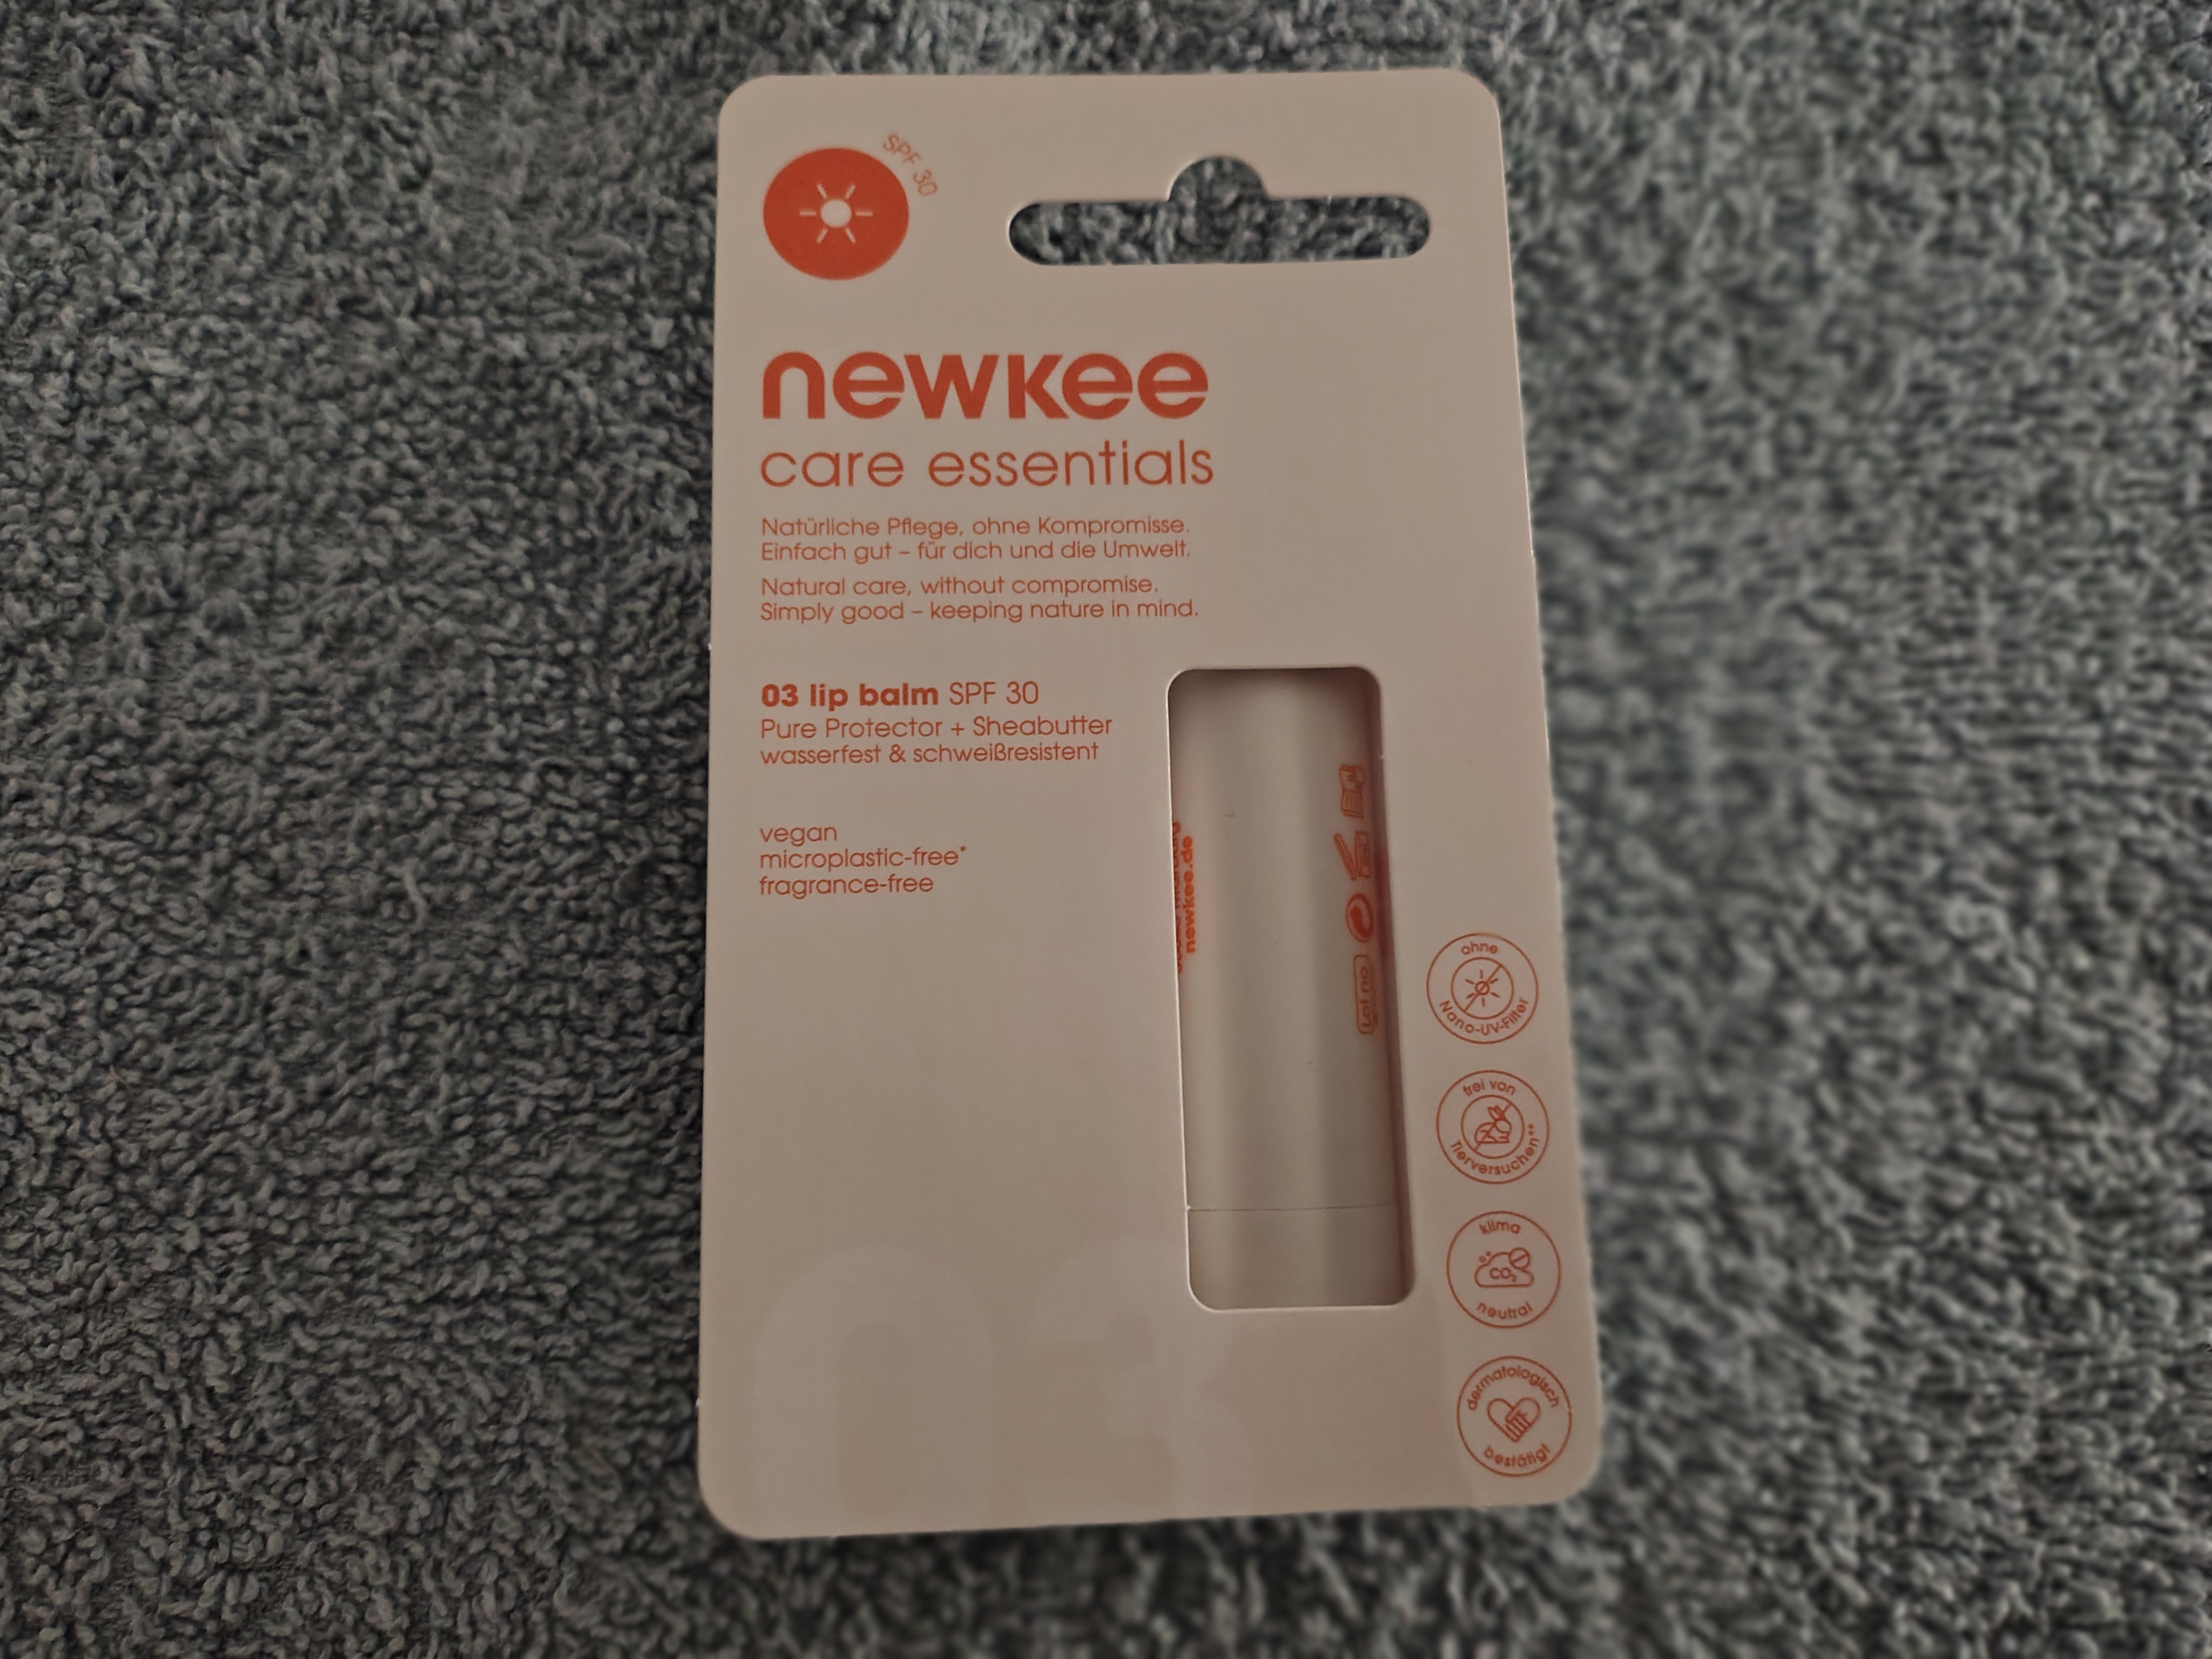 SPF 30
newkee
care essentials
Natürliche Pflege, ohne Kompromisse.
Einfach gut – für dich und die Umwelt.
Natural care, without compromise.
Simply good – keeping nature in mind.
03 lip balm SPF 30
Pure Protector + Sheabutter
wasserfest & schweißresistent
vegan
microplastic-free*
fragrance-free
newkee.de
Lot no
ohne
Nano-UV-Filter
frei von
Tierversuchen**
klima
CO₂
neutral
dermatologisch
bestätigt
03